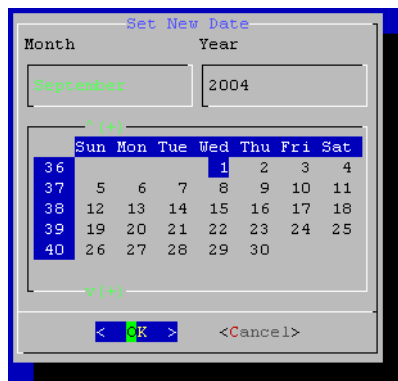 Set New Date
Month Year
September 2004
^(+)
Sun Mon Tue Wed Thu Fri Sat
36 1 2 3 4
37 5 6 7 8 9 10 11
38 12 13 14 15 16 17 18
39 19 20 21 22 23 24 25
40 26 27 28 29 30
v(+)
< OK > <Cancel>